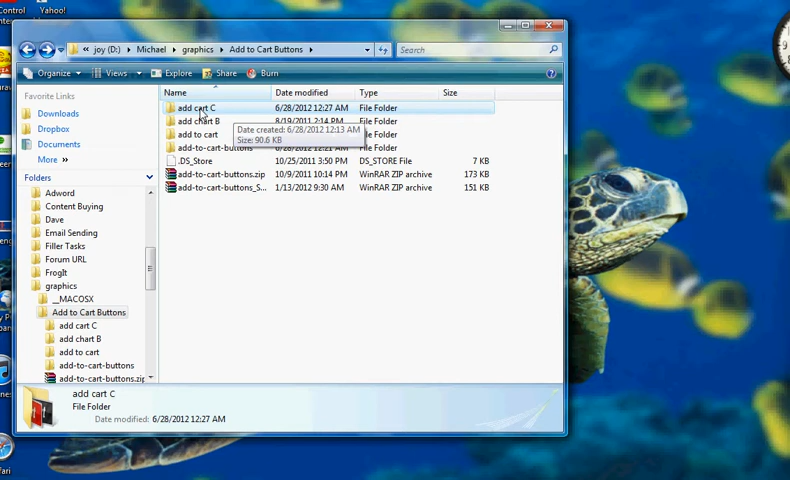 Control
Yahoo!
joy (D:) Michael graphics Add to Cart Buttons Search
Organize Views Explore Share Burn
Favorite Links
Downloads
Dropbox
Documents
More »
Folders
Adword
Content Buying
Dave
Email Sending
Filler Tasks
Forum URL
FrogIt
graphics
__MACOSX
Add to Cart Buttons
add cart C
add chart B
add to cart
add-to-cart-buttons
add-to-cart-buttons.zip
Name Date modified Type Size
add cart C 6/28/2012 12:27 AM File Folder
add chart B 8/19/2011 2:14 PM File Folder
add to cart File Folder
add-to-cart-buttons 6/28/2012 12:21 AM File Folder
.DS_Store 10/25/2011 3:50 PM DS_STORE File 7 KB
add-to-cart-buttons.zip 10/9/2011 10:14 PM WinRAR ZIP archive 173 KB
add-to-cart-buttons_S... 1/13/2012 9:30 AM WinRAR ZIP archive 151 KB
Date created: 6/28/2012 12:13 AM
Size: 90.6 KB
add cart C
File Folder
Date modified: 6/28/2012 12:27 AM